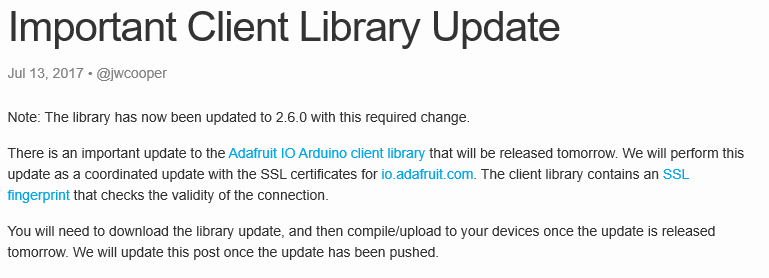 Important Client Library Update
Jul 13, 2017 • @jwcooper
Note: The library has now been updated to 2.6.0 with this required change.
There is an important update to the Adafruit IO Arduino client library that will be released tomorrow. We will perform this
update as a coordinated update with the SSL certificates for io.adafruit.com. The client library contains an SSL
fingerprint that checks the validity of the connection.
You will need to download the library update, and then compile/upload to your devices once the update is released
tomorrow. We will update this post once the update has been pushed.